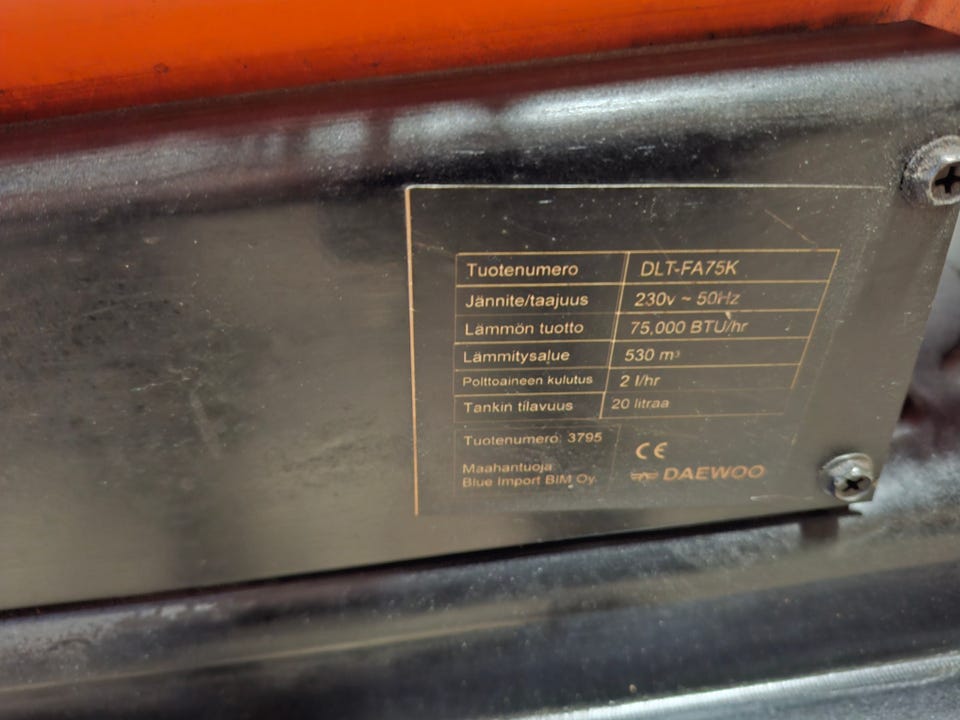 Tuotenumero DLT-FA75K
Jännite/taajuus 230v ~ 50Hz
Lämmön tuotto 75,000 BTU/hr
Lämmitysalue 530 m³
Polttoaineen kulutus 2 l/hr
Tankin tilavuus 20 litraa
Tuotenumero: 3795
Maahantuoja
Blue Import BIM Oy.
CE
DAEWOO